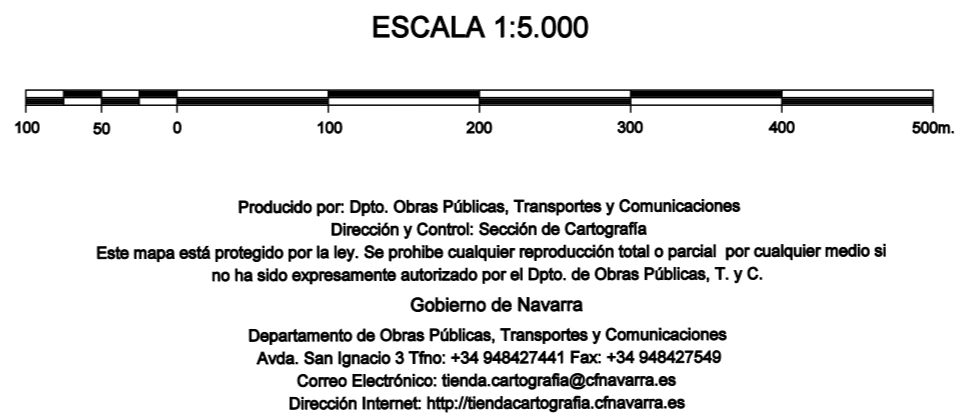 ESCALA 1:5.000
100 50 0 100 200 300 400 500m.
Producido por: Dpto. Obras Públicas, Transportes y Comunicaciones
Dirección y Control: Sección de Cartografía
Este mapa está protegido por la ley. Se prohibe cualquier reproducción total o parcial por cualquier medio si
no ha sido expresamente autorizado por el Dpto. de Obras Públicas, T. y C.
Gobierno de Navarra
Departamento de Obras Públicas, Transportes y Comunicaciones
Avda. San Ignacio 3 Tfno: +34 948427441 Fax: +34 948427549
Correo Electrónico: tienda.cartografia@cfnavarra.es
Dirección Internet: http://tiendacartografia.cfnavarra.es